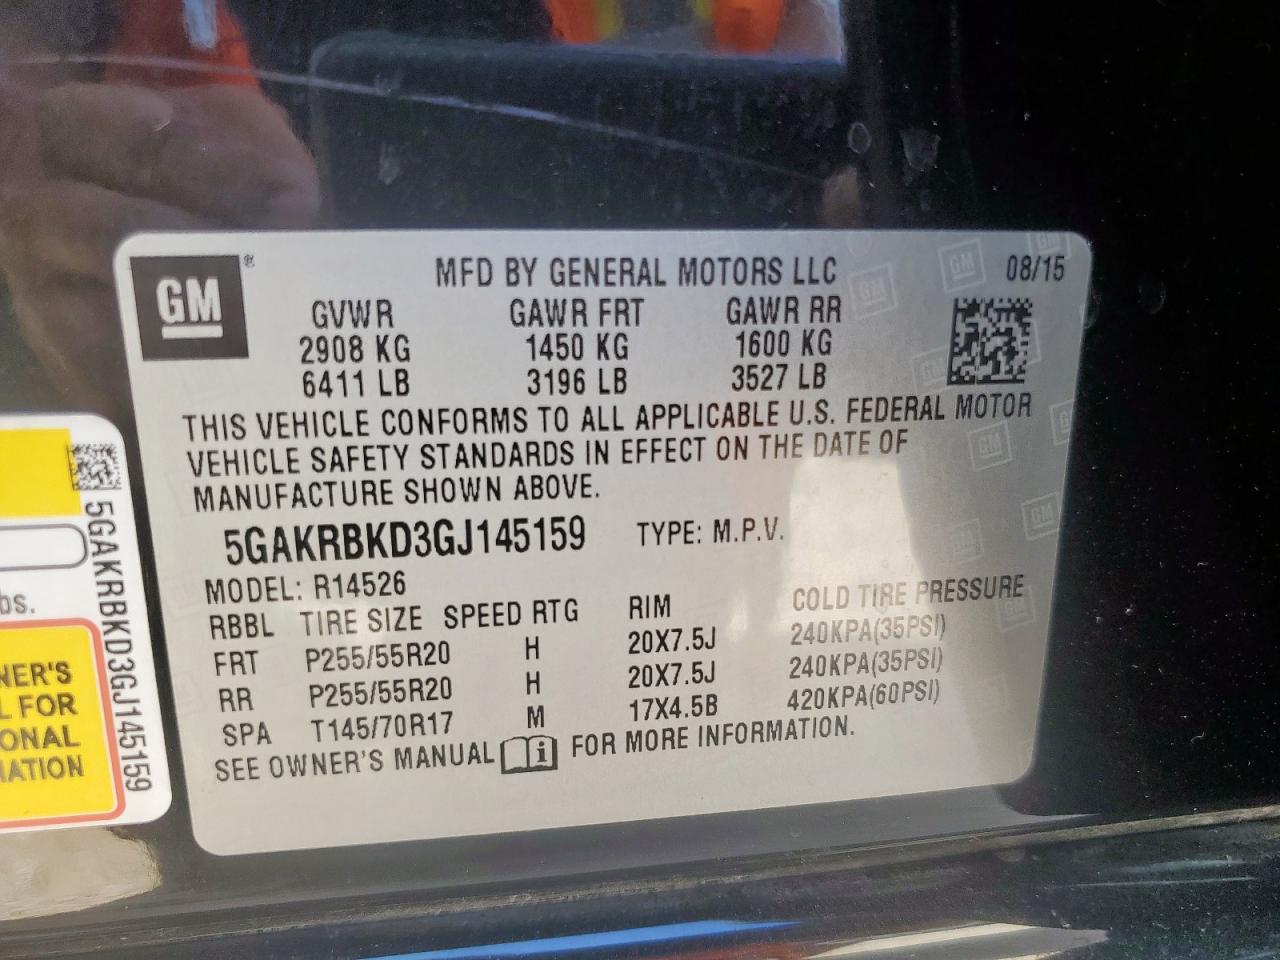 GM®
MFD BY GENERAL MOTORS LLC
08/15
GVWR GAWR FRT GAWR RR
2908 KG 1450 KG 1600 KG
6411 LB 3196 LB 3527 LB
THIS VEHICLE CONFORMS TO ALL APPLICABLE U.S. FEDERAL MOTOR
VEHICLE SAFETY STANDARDS IN EFFECT ON THE DATE OF
MANUFACTURE SHOWN ABOVE.
5GAKRBKD3GJ145159 TYPE: M.P.V.
MODEL: R14526
RBBL TIRE SIZE SPEED RTG RIM COLD TIRE PRESSURE
FRT P255/55R20 H 20X7.5J 240KPA(35PSI)
RR P255/55R20 H 20X7.5J 240KPA(35PSI)
SPA T145/70R17 M 17X4.5B 420KPA(60PSI)
SEE OWNER'S MANUAL i FOR MORE INFORMATION.
5GAKRBKD3GJ145159
bs.
NER'S
L FOR
ONAL
MATION